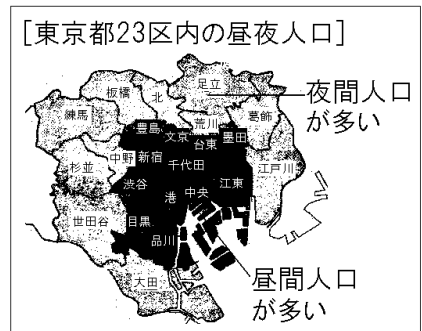 [東京都23区内の昼夜人口]
足立
北
板橋
夜間人口
が多い
練馬
豊島
荒川
葛飾
文京
台東
墨田
中野
新宿
千代田
杉並
江戸川
渋谷
江東
中央
港
世田谷
目黒
品川
昼間人口
が多い
大田